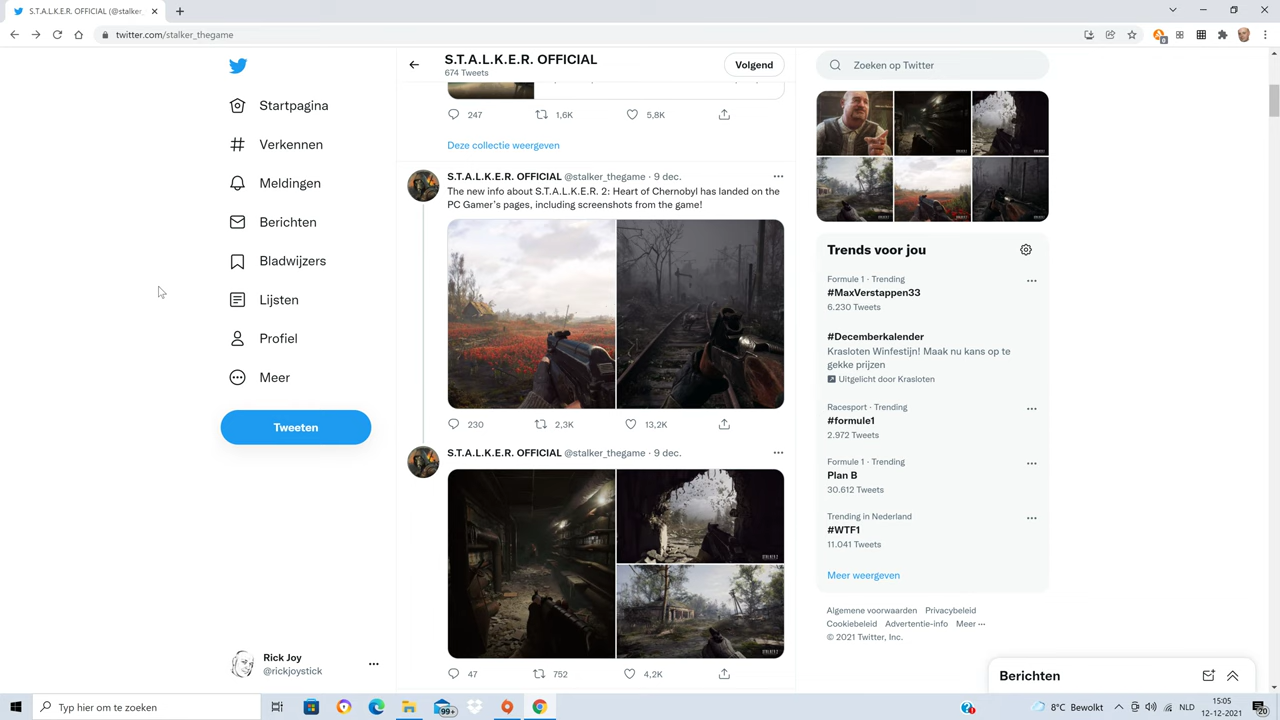 S.T.A.L.K.E.R. OFFICIAL (@stalker_
twitter.com/stalker_thegame
Startpagina
Verkennen
Meldingen
Berichten
Bladwijzers
Lijsten
Profiel
Meer
Tweeten
Rick Joy
@rickjoystick
S.T.A.L.K.E.R. OFFICIAL
674 Tweets
Volgend
247 1,6K 5,8K
Deze collectie weergeven
S.T.A.L.K.E.R. OFFICIAL @stalker_thegame · 9 dec.
The new info about S.T.A.L.K.E.R. 2: Heart of Chernobyl has landed on the
PC Gamer's pages, including screenshots from the game!
230 2,3K 13,2K
S.T.A.L.K.E.R. OFFICIAL @stalker_thegame · 9 dec.
47 752 4,2K
Zoeken op Twitter
Trends voor jou
Formule 1 · Trending
#MaxVerstappen33
6.230 Tweets
#Decemberkalender
Krasloten Winfestijn! Maak nu kans op te
gekke prijzen
Uitgelicht door Krasloten
Racesport · Trending
#formule1
2.972 Tweets
Formule 1 · Trending
Plan B
30.612 Tweets
Trending in Nederland
#WTF1
11.041 Tweets
Meer weergeven
Algemene voorwaarden Privacybeleid
Cookiebeleid Advertentie-info Meer ···
© 2021 Twitter, Inc.
Berichten
Typ hier om te zoeken
99+
8°C Bewolkt
NLD
15:05
12-12-2021
20